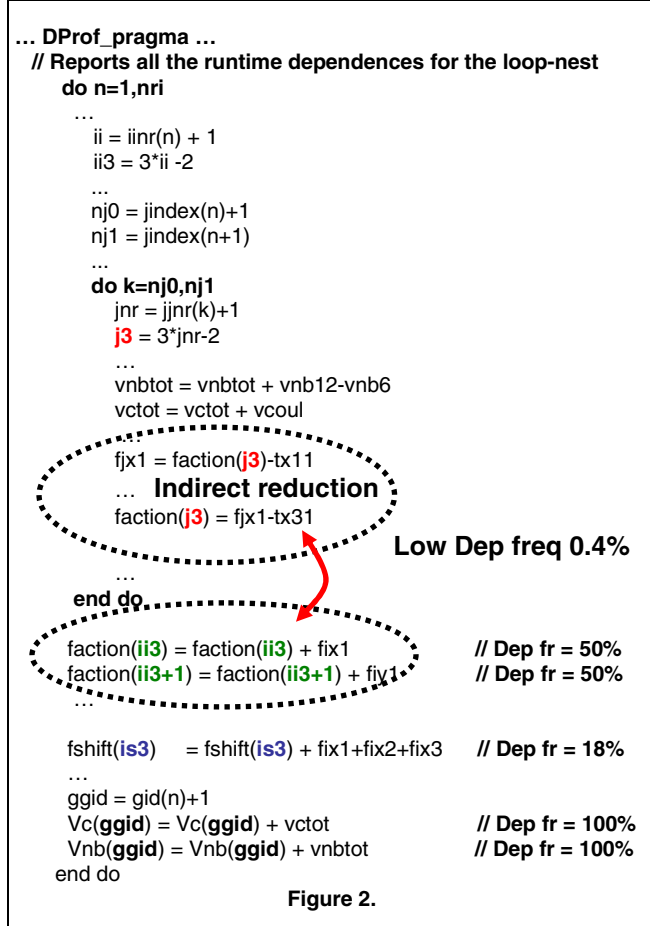 ... DProf_pragma ...
// Reports all the runtime dependences for the loop-nest
do n=1,nri
...
ii = iinr(n) + 1
ii3 = 3*ii -2
...
nj0 = jindex(n)+1
nj1 = jindex(n+1)
...
do k=nj0,nj1
jnr = jjnr(k)+1
j3 = 3*jnr-2
...
vnbtot = vnbtot + vnb12-vnb6
vctot = vctot + vcoul
...
fjx1 = faction(j3)-tx11
... Indirect reduction
faction(j3) = fjx1-tx31
Low Dep freq 0.4%
...
end do
faction(ii3) = faction(ii3) + fix1 // Dep fr = 50%
faction(ii3+1) = faction(ii3+1) + fiy1 // Dep fr = 50%
...
fshift(is3) = fshift(is3) + fix1+fix2+fix3 // Dep fr = 18%
...
ggid = gid(n)+1
Vc(ggid) = Vc(ggid) + vctot // Dep fr = 100%
Vnb(ggid) = Vnb(ggid) + vnbtot // Dep fr = 100%
end do
Figure 2.